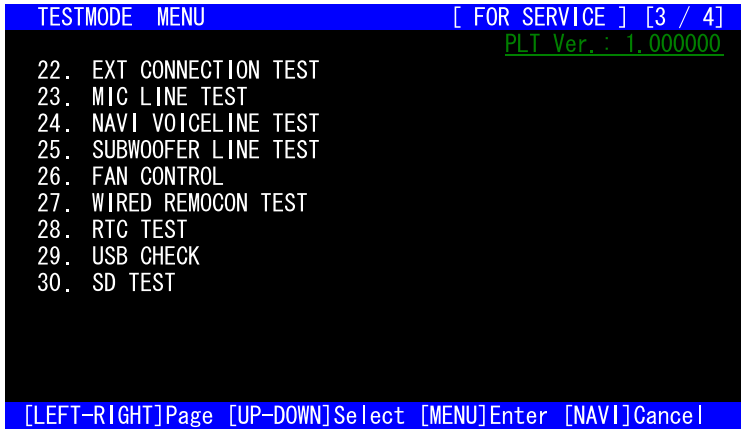 TESTMODE MENU [ FOR SERVICE ] [3 / 4]
PLT Ver.: 1.000000
22. EXT CONNECTION TEST
23. MIC LINE TEST
24. NAVI VOICELINE TEST
25. SUBWOOFER LINE TEST
26. FAN CONTROL
27. WIRED REMOCON TEST
28. RTC TEST
29. USB CHECK
30. SD TEST
[LEFT-RIGHT]Page [UP-DOWN]Select [MENU]Enter [NAVI]Cancel